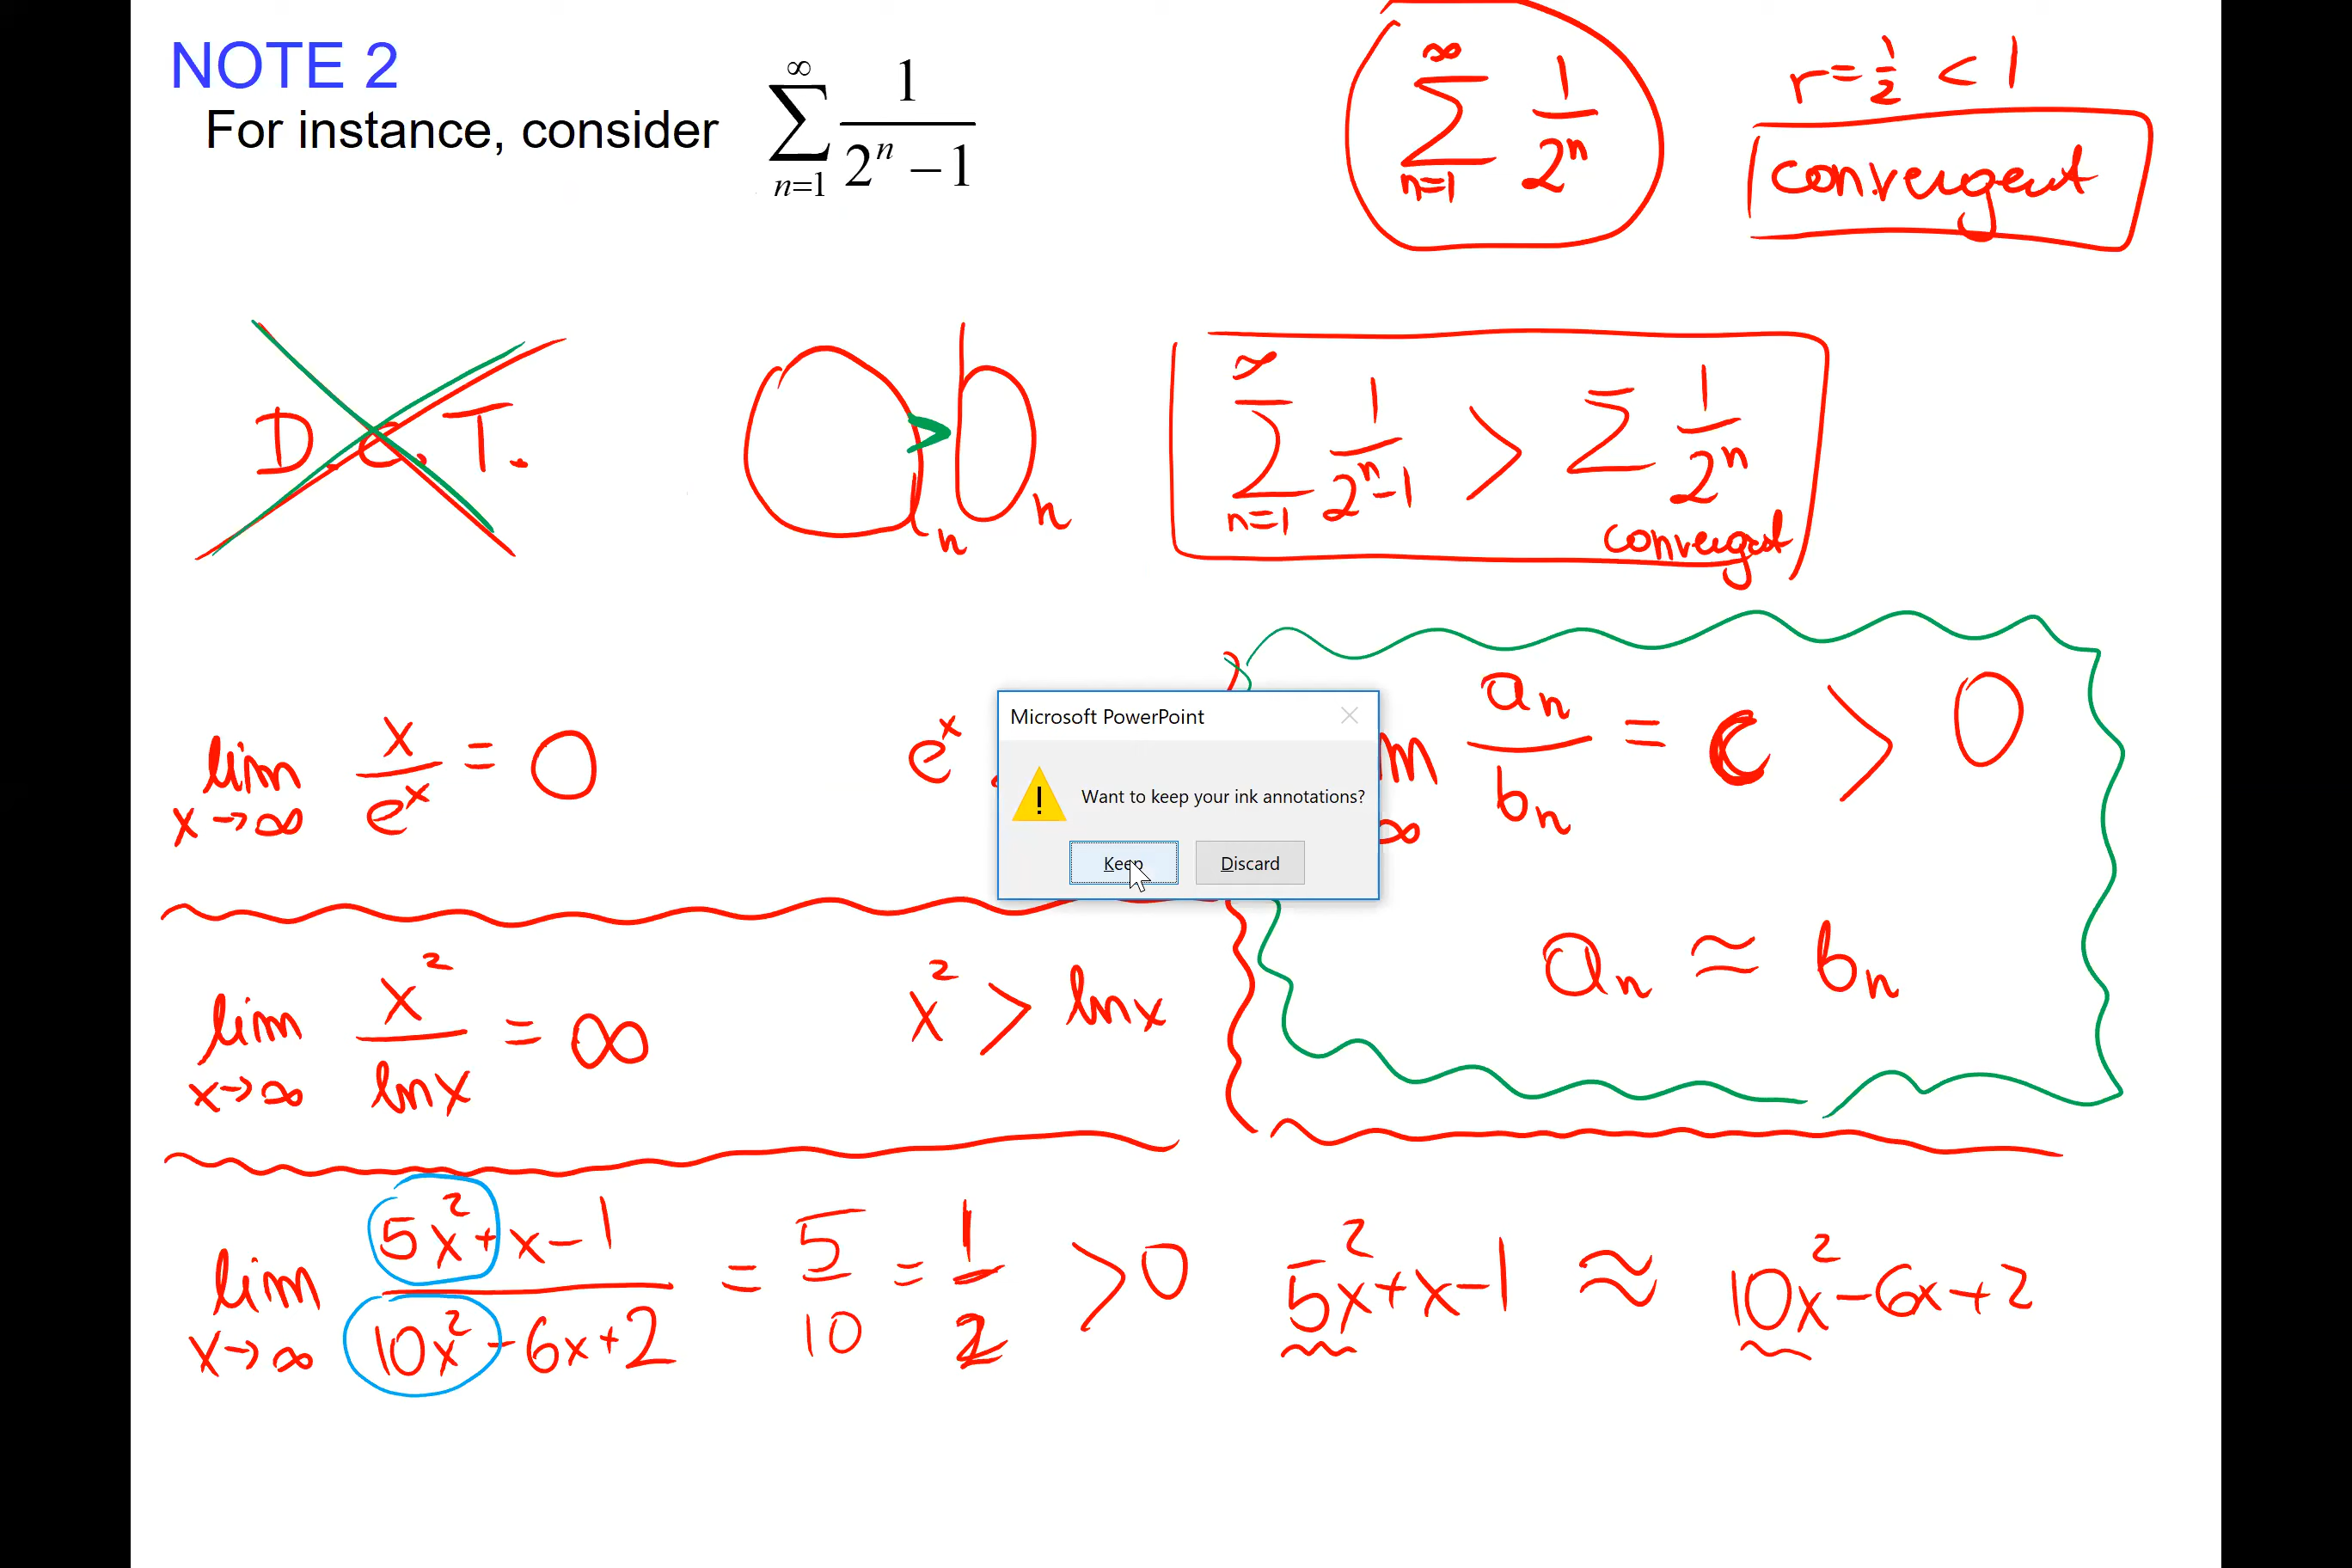 NOTE 2
For instance, consider ∑_{n=1}^{∞} 1/(2^n − 1)
∑_{n=1}^{∞} 1/2^n
r = 1/2 < 1
convergent
D.C.T.
a_n > b_n
∑_{n=1}^{∞} 1/(2^n − 1) > ∑ 1/2^n
convergent
lim_{x→∞} x/e^x = 0
e^x
a_n/b_n = c > 0
∞
Microsoft PowerPoint
Want to keep your ink annotations?
Keep
Discard
a_n ≈ b_n
lim_{x→∞} x^2/ln x = ∞
x^2 > ln x
lim_{x→∞} (5x^2 + x − 1)/(10x^2 − 6x + 2) = 5/10 = 1/2 > 0
5x^2 + x − 1 ≈ 10x^2 − 6x + 2